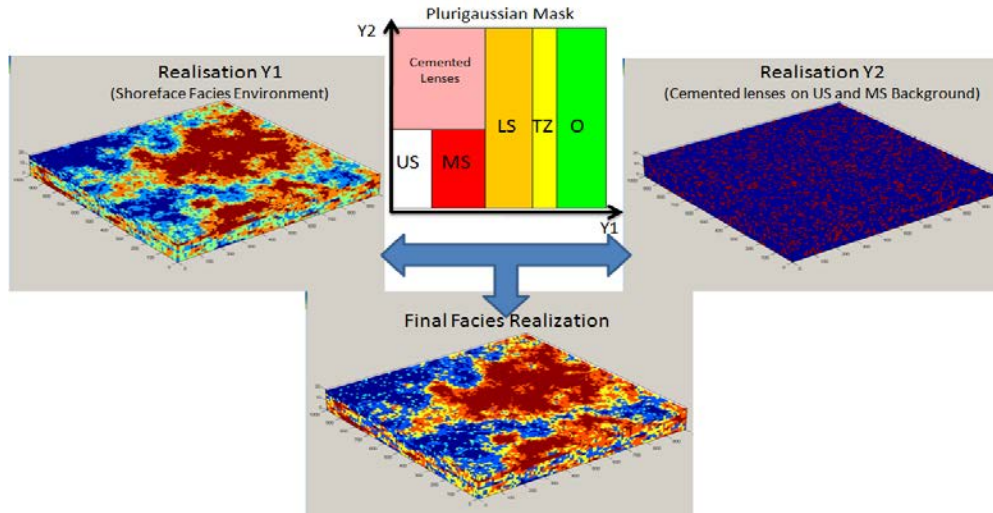 Plurigaussian Mask
Y2
Cemented
Lenses
US
MS
LS
TZ
O
Y1
Realisation Y1
(Shoreface Facies Environment)
Realisation Y2
(Cemented lenses on US and MS Background)
Final Facies Realization